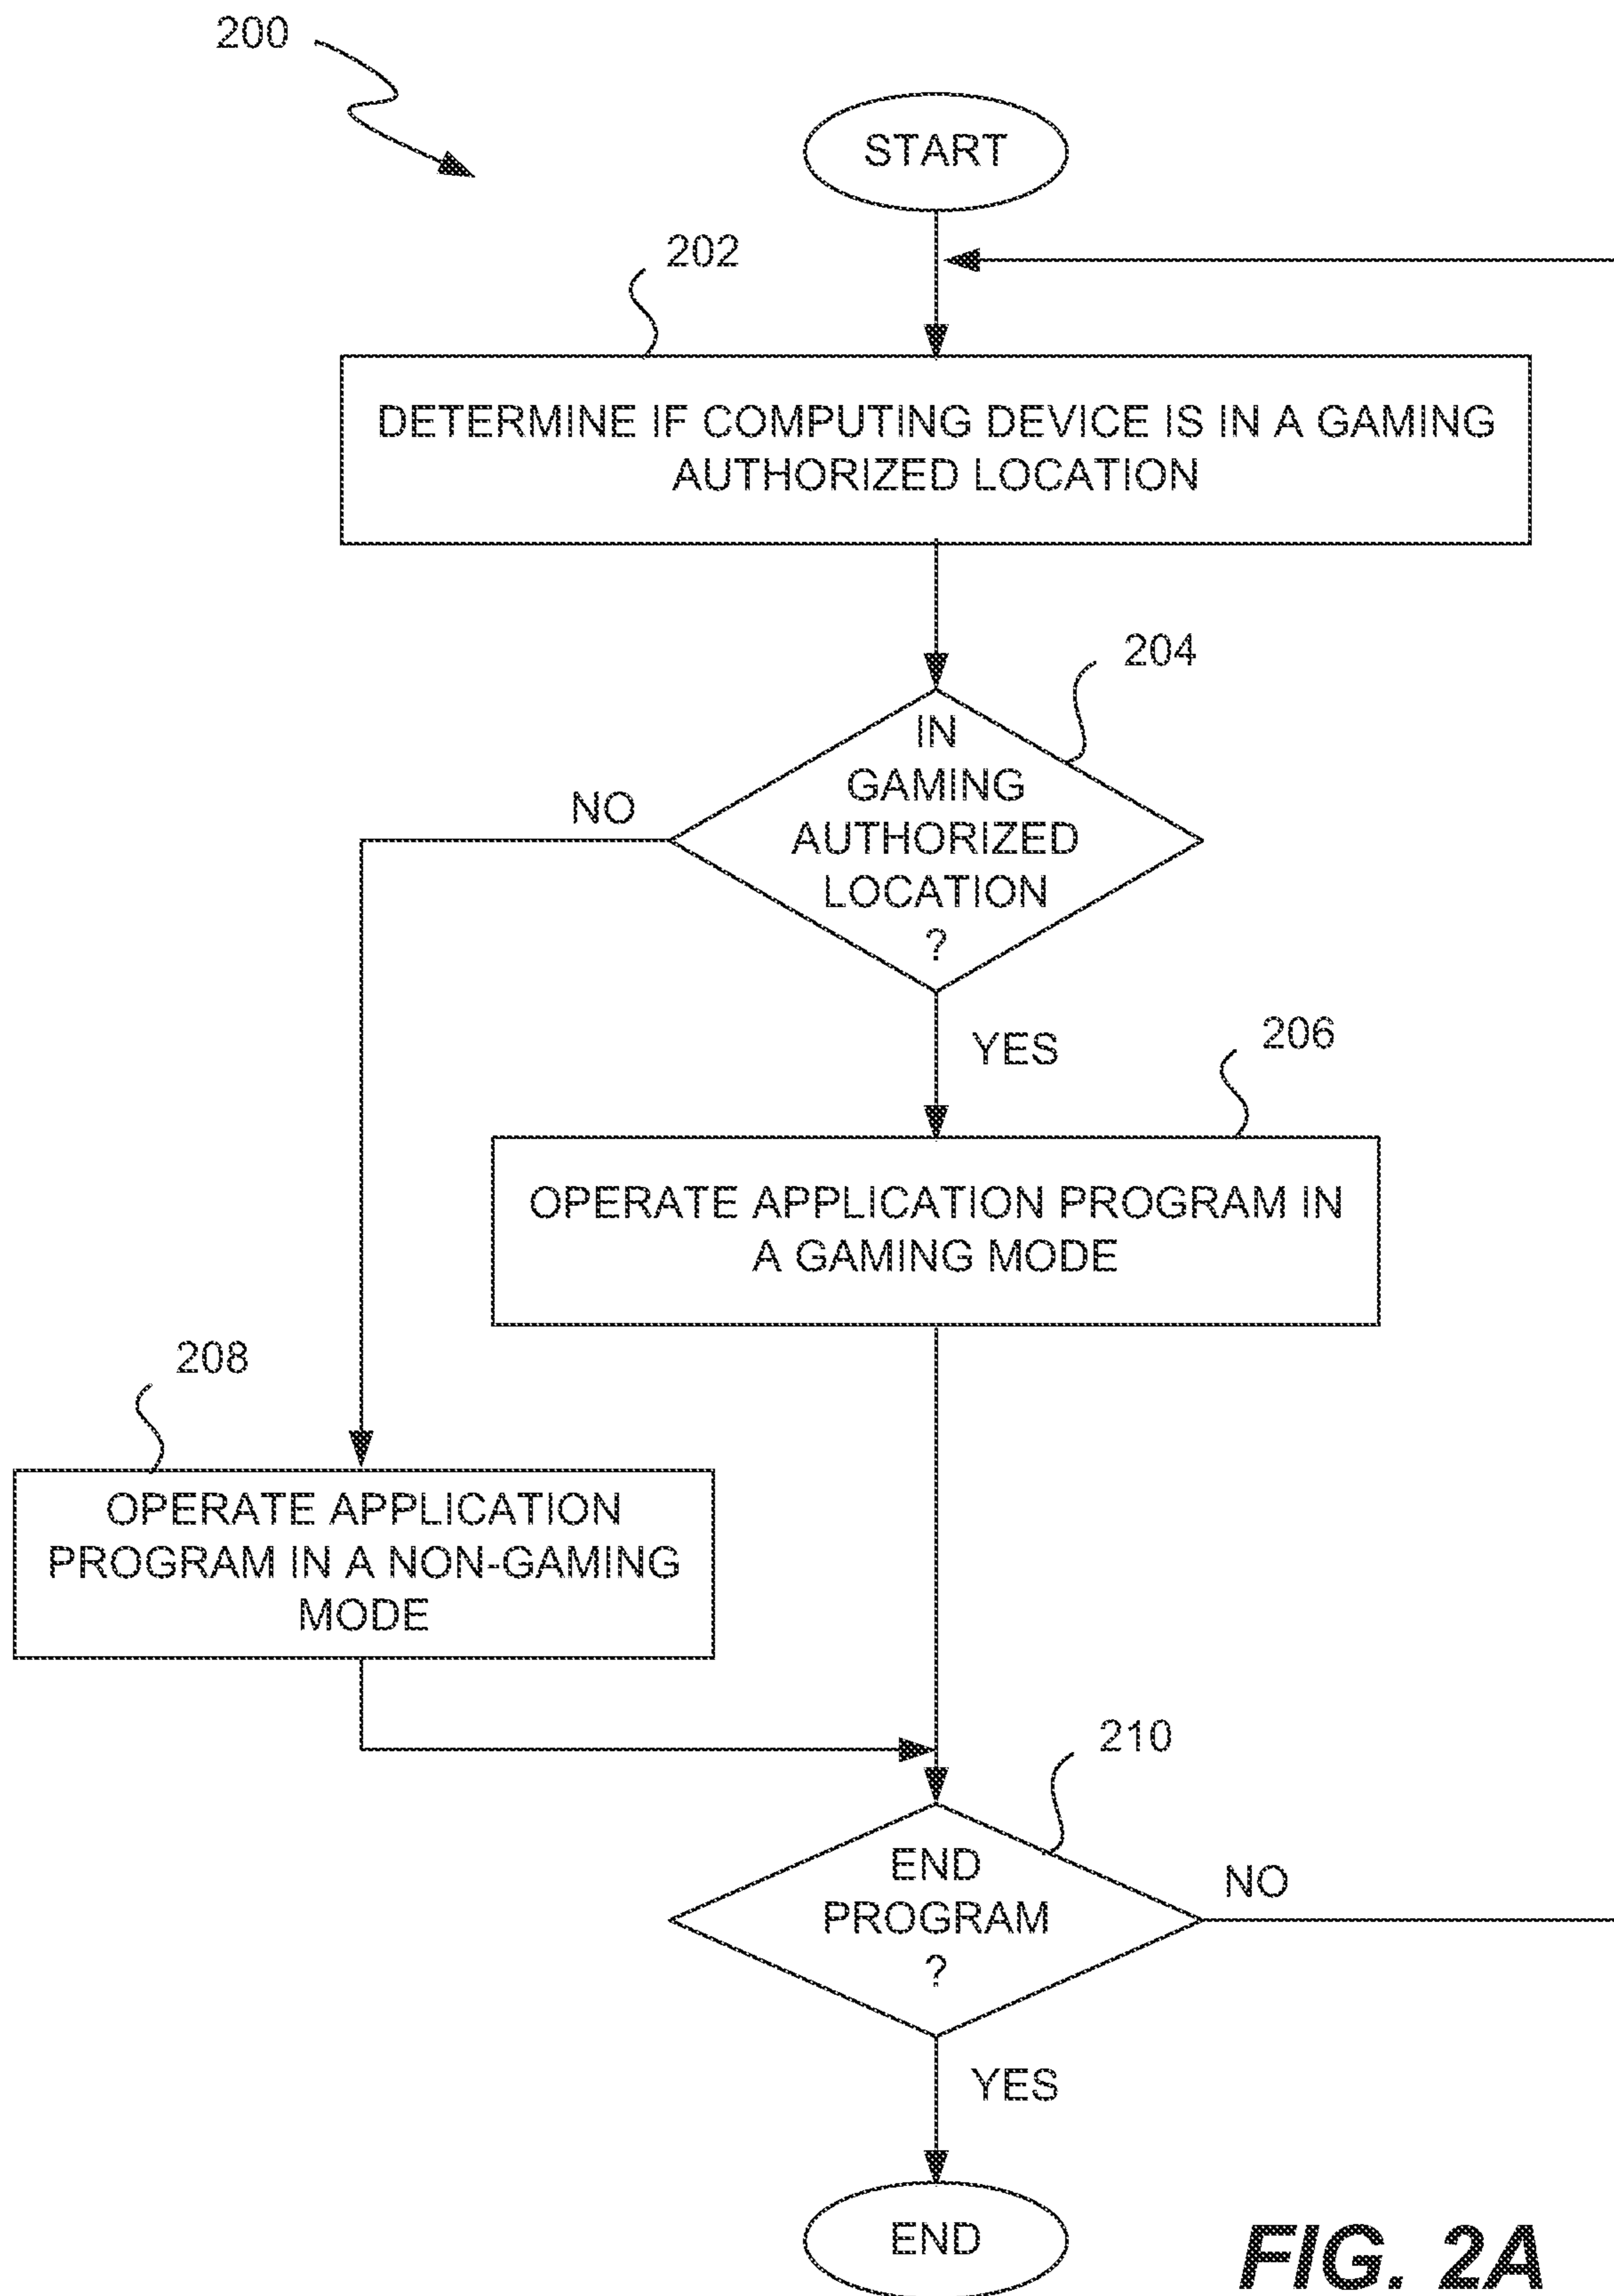 200
START
202
DETERMINE IF COMPUTING DEVICE IS IN A GAMING
AUTHORIZED LOCATION
204
IN
GAMING
AUTHORIZED
LOCATION
?
NO
YES
206
OPERATE APPLICATION PROGRAM IN
A GAMING MODE
208
OPERATE APPLICATION
PROGRAM IN A NON-GAMING
MODE
210
END
PROGRAM
?
NO
YES
END
FIG. 2A